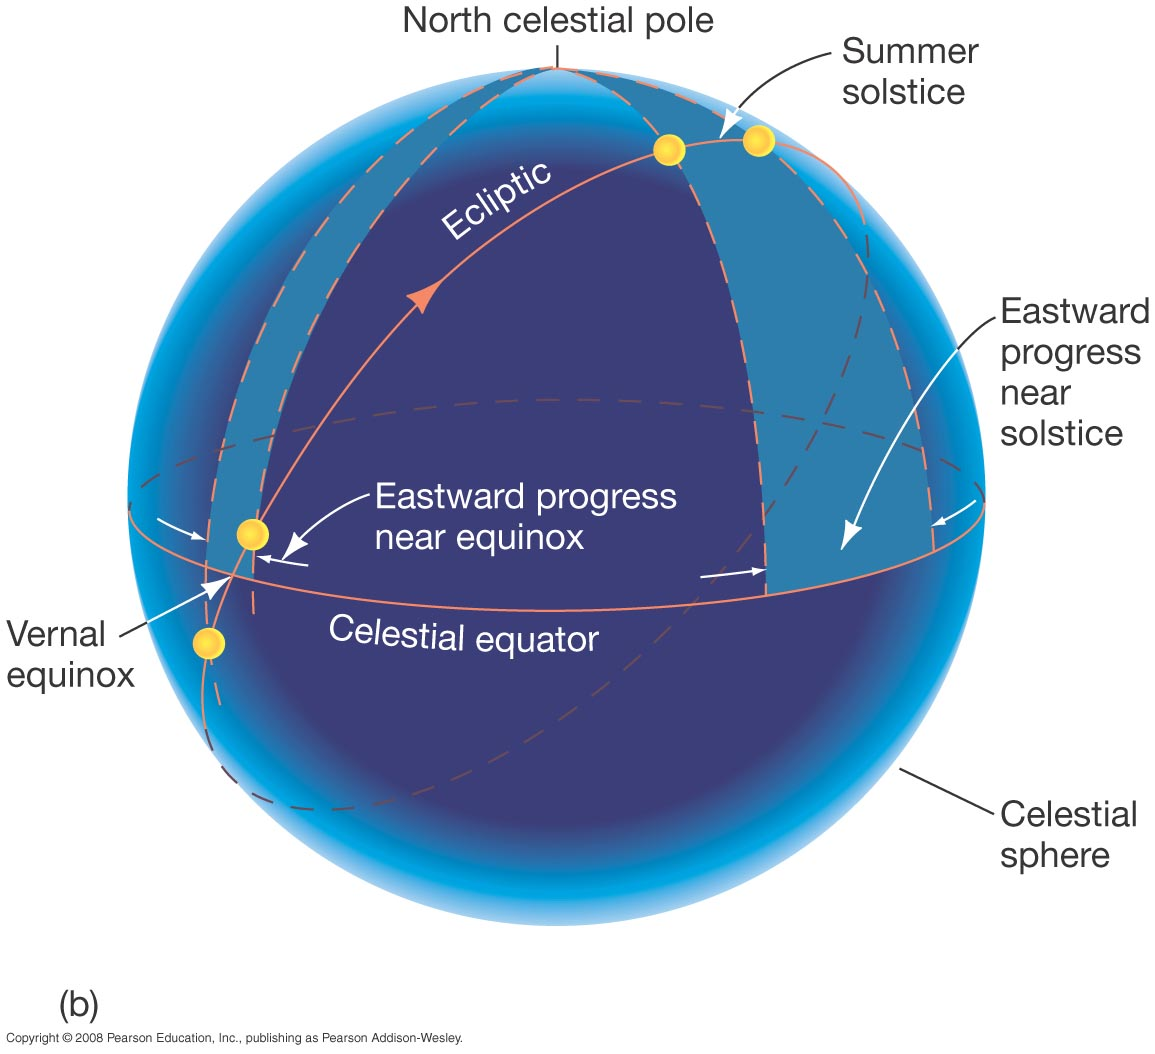 North celestial pole
Summer
solstice
Ecliptic
Eastward
progress
near
solstice
Eastward progress
near equinox
Vernal
equinox
Celestial equator
Celestial
sphere
(b)
Copyright © 2008 Pearson Education, Inc., publishing as Pearson Addison-Wesley.